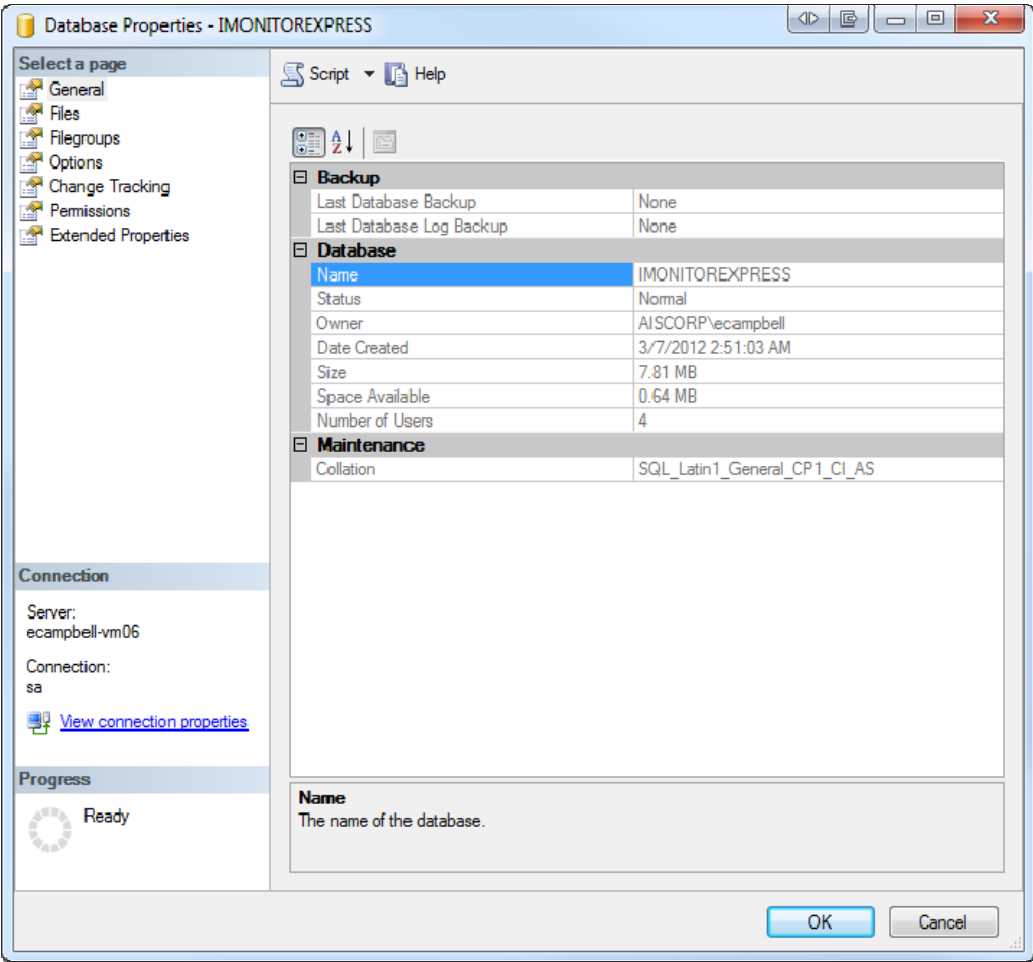 Database Properties - IMONITOREXPRESS
Select a page
General
Files
Filegroups
Options
Change Tracking
Permissions
Extended Properties
Connection
Server:
ecampbell-vm06
Connection:
sa
View connection properties
Progress
Ready
Script Help
A
Z
Backup
Last Database Backup None
Last Database Log Backup None
Database
Name IMONITOREXPRESS
Status Normal
Owner AISCORP\ecampbell
Date Created 3/7/2012 2:51:03 AM
Size 7.81 MB
Space Available 0.64 MB
Number of Users 4
Maintenance
Collation SQL_Latin1_General_CP1_CI_AS
Name
The name of the database.
OK Cancel